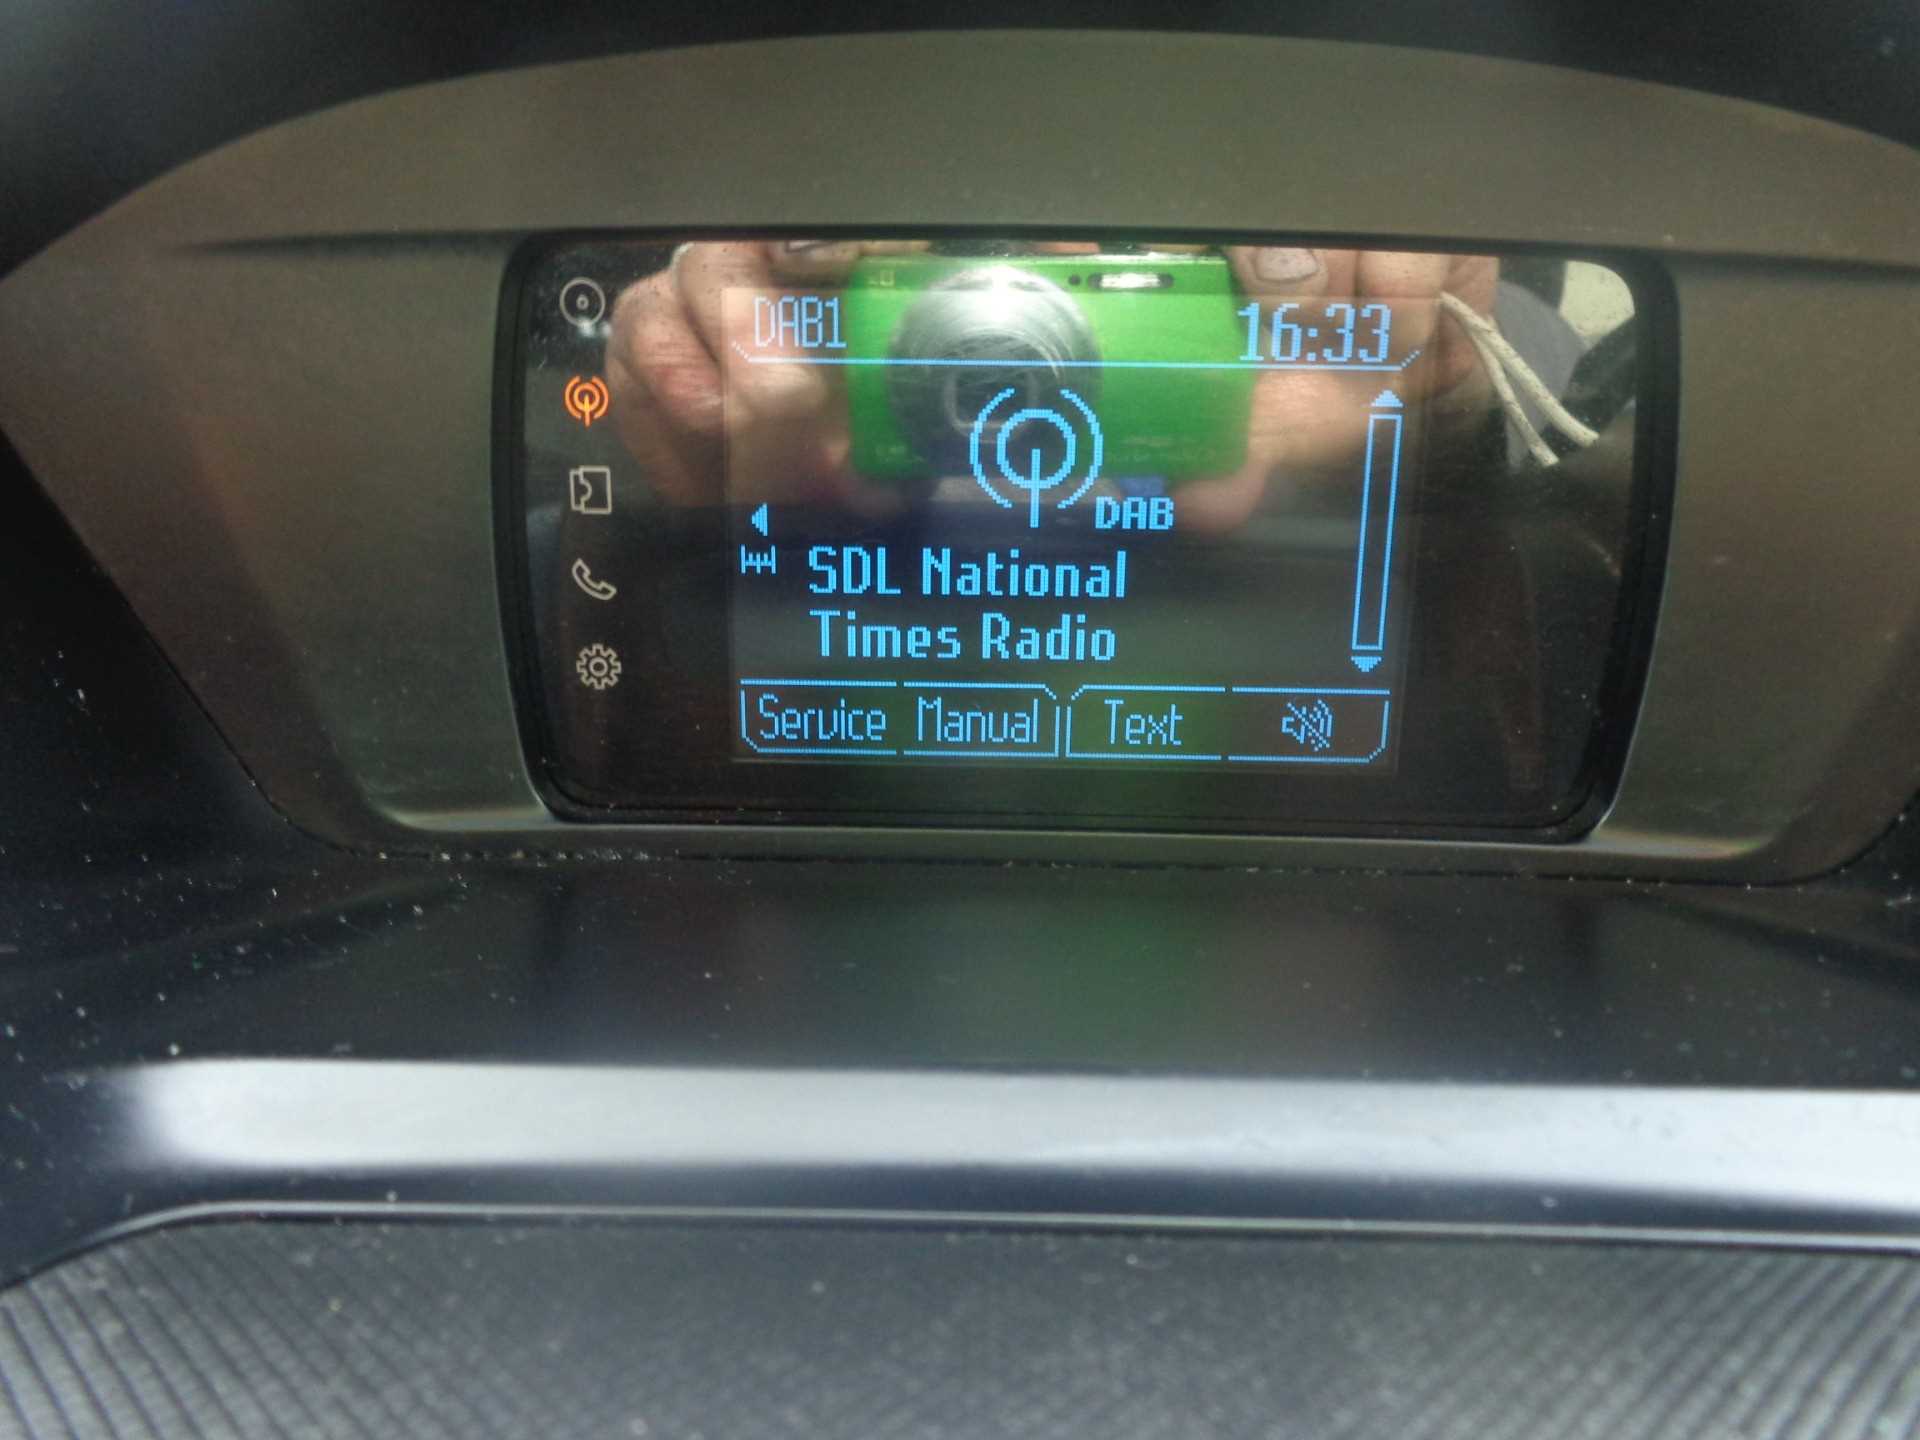 DAB1 16:33
DAB
SDL National
Times Radio
Service Manual Text